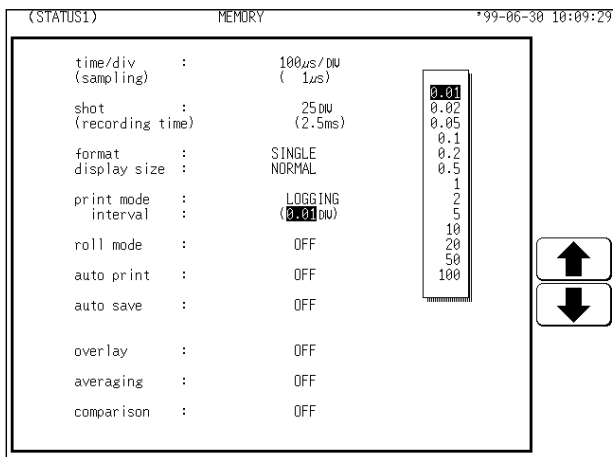 (STATUS1) MEMORY '99-06-30 10:09:29
time/div : 100µs/DIV
(sampling) ( 1µs)
shot : 25DIV
(recording time) (2.5ms)
format : SINGLE
display size : NORMAL
print mode : LOGGING
interval : (0.01DIV)
roll mode : OFF
auto print : OFF
auto save : OFF
overlay : OFF
averaging : OFF
comparison : OFF
0.01
0.02
0.05
0.1
0.2
0.5
1
2
5
10
20
50
100